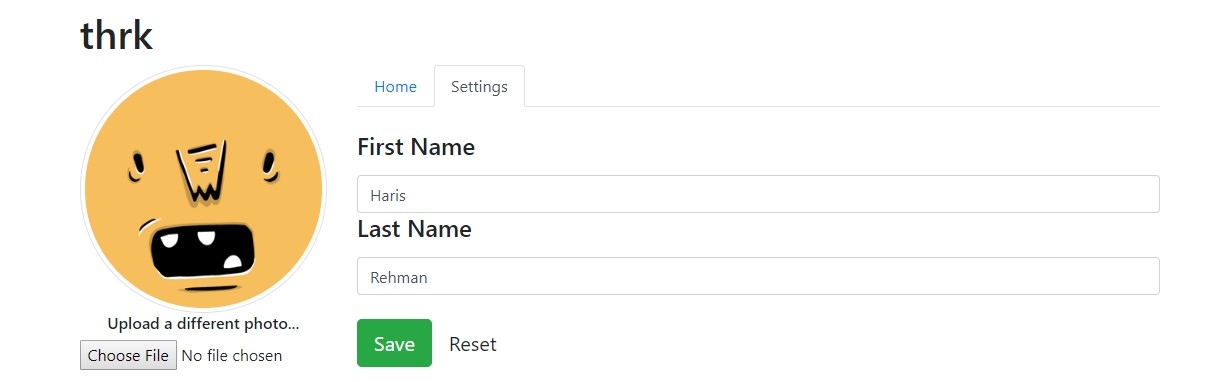 thrk
Home Settings
First Name
Haris
Last Name
Rehman
Upload a different photo...
Choose File No file chosen
Save Reset